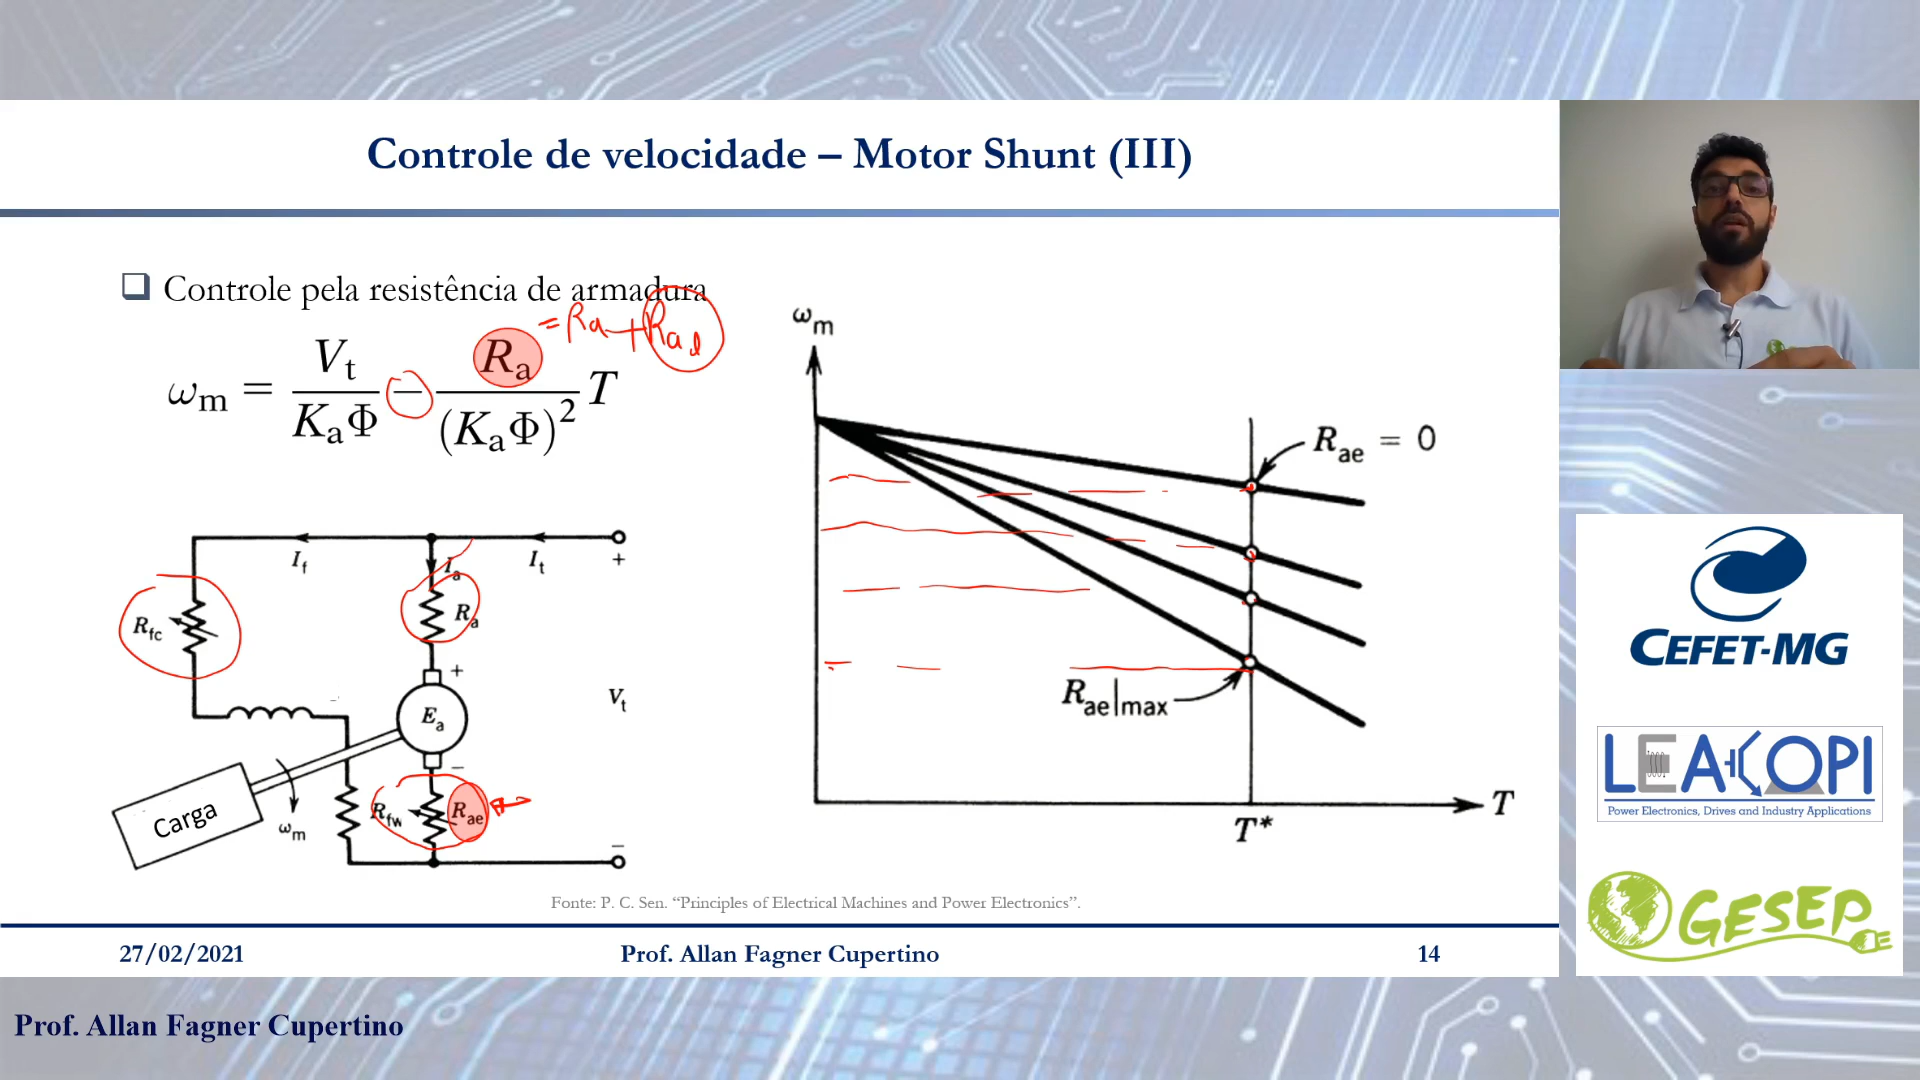 Controle de velocidade – Motor Shunt (III)
❑ Controle pela resistência de armadura
= Ra + Rae
ωm = Vt / KaΦ − Ra / (KaΦ)² T
ωm
Rae = 0
Rae|max
T
T*
If
Ia
It
+
Rfc
Ra
+
Ea
Vt
−
Carga
ωm
Rfw
Rae
−
Fonte: P. C. Sen. “Principles of Electrical Machines and Power Electronics”.
27/02/2021 Prof. Allan Fagner Cupertino 14
CEFET-MG
LEACOPI
Power Electronics, Drives and Industry Applications
GESEP
Prof. Allan Fagner Cupertino